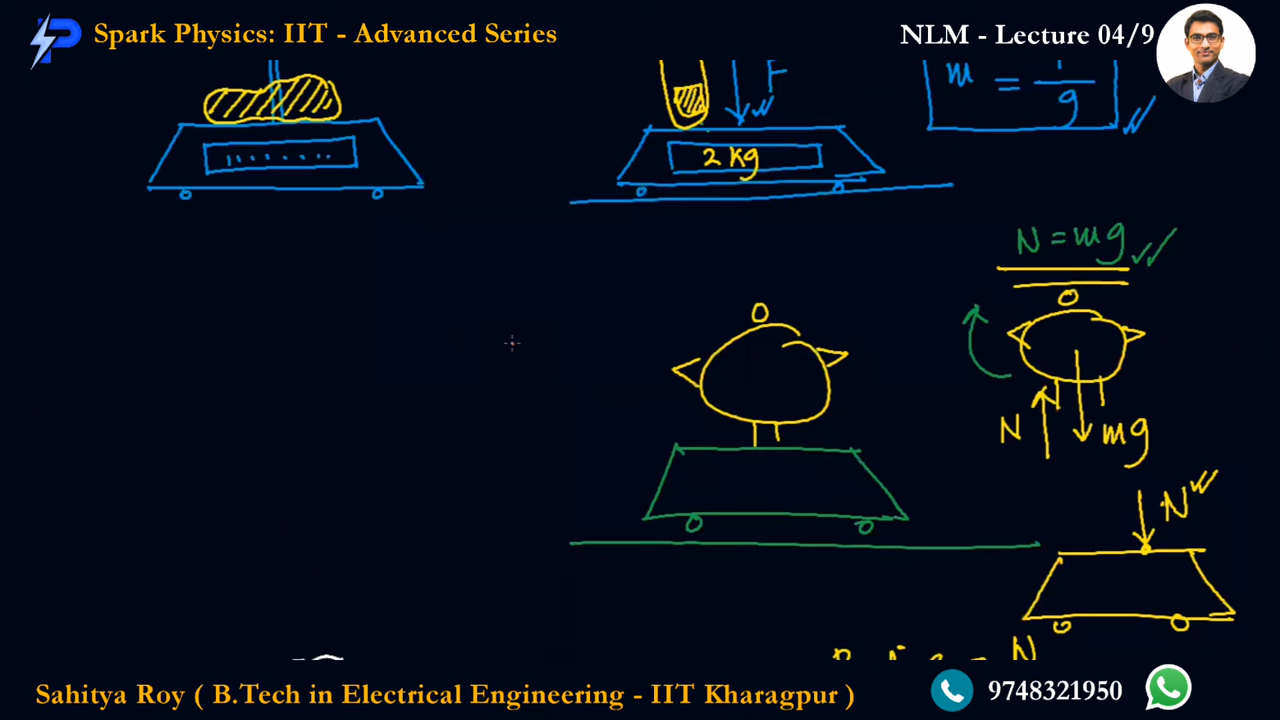 Spark Physics: IIT - Advanced Series
NLM - Lecture 04/9
F
m = g
2 Kg
N = mg
N
mg
N
N
Sahitya Roy ( B.Tech in Electrical Engineering - IIT Kharagpur )
9748321950